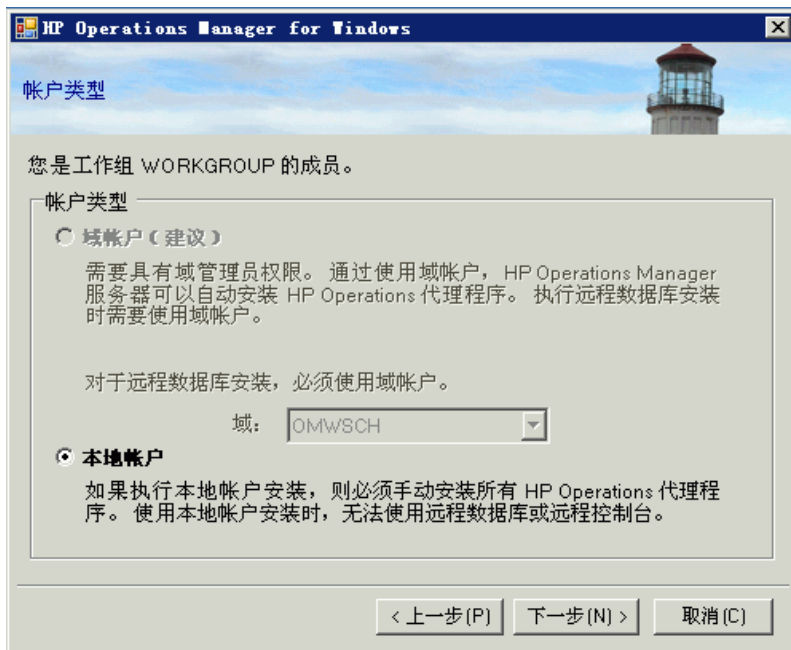 HP Operations Manager for Windows
帐户类型
您是工作组 WORKGROUP 的成员。
帐户类型
域帐户（建议）
需要具有域管理员权限。 通过使用域帐户，HP Operations Manager
服务器可以自动安装 HP Operations 代理程序。 执行远程数据库安装
时需要使用域帐户。
对于远程数据库安装，必须使用域帐户。
域： OMWSCH
本地帐户
如果执行本地帐户安装，则必须手动安装所有 HP Operations 代理程
序。 使用本地帐户安装时，无法使用远程数据库或远程控制台。
< 上一步(P) 下一步(N) > 取消(C)